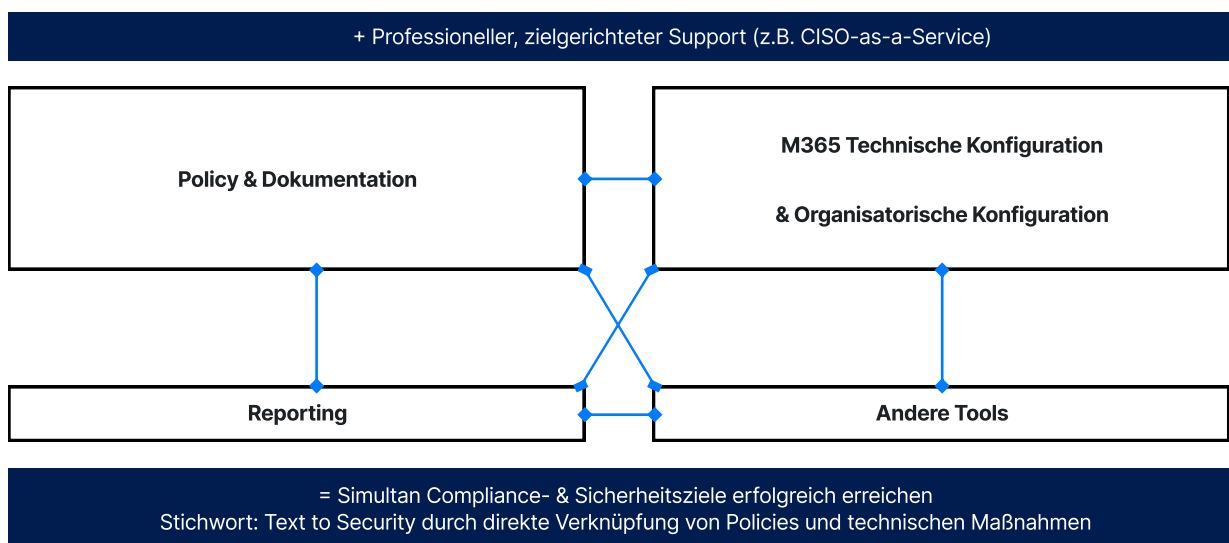 + Professioneller, zielgerichteter Support (z.B. CISO-as-a-Service)
Policy & Dokumentation
M365 Technische Konfiguration
& Organisatorische Konfiguration
Reporting
Andere Tools
= Simultan Compliance- & Sicherheitsziele erfolgreich erreichen
Stichwort: Text to Security durch direkte Verknüpfung von Policies und technischen Maßnahmen